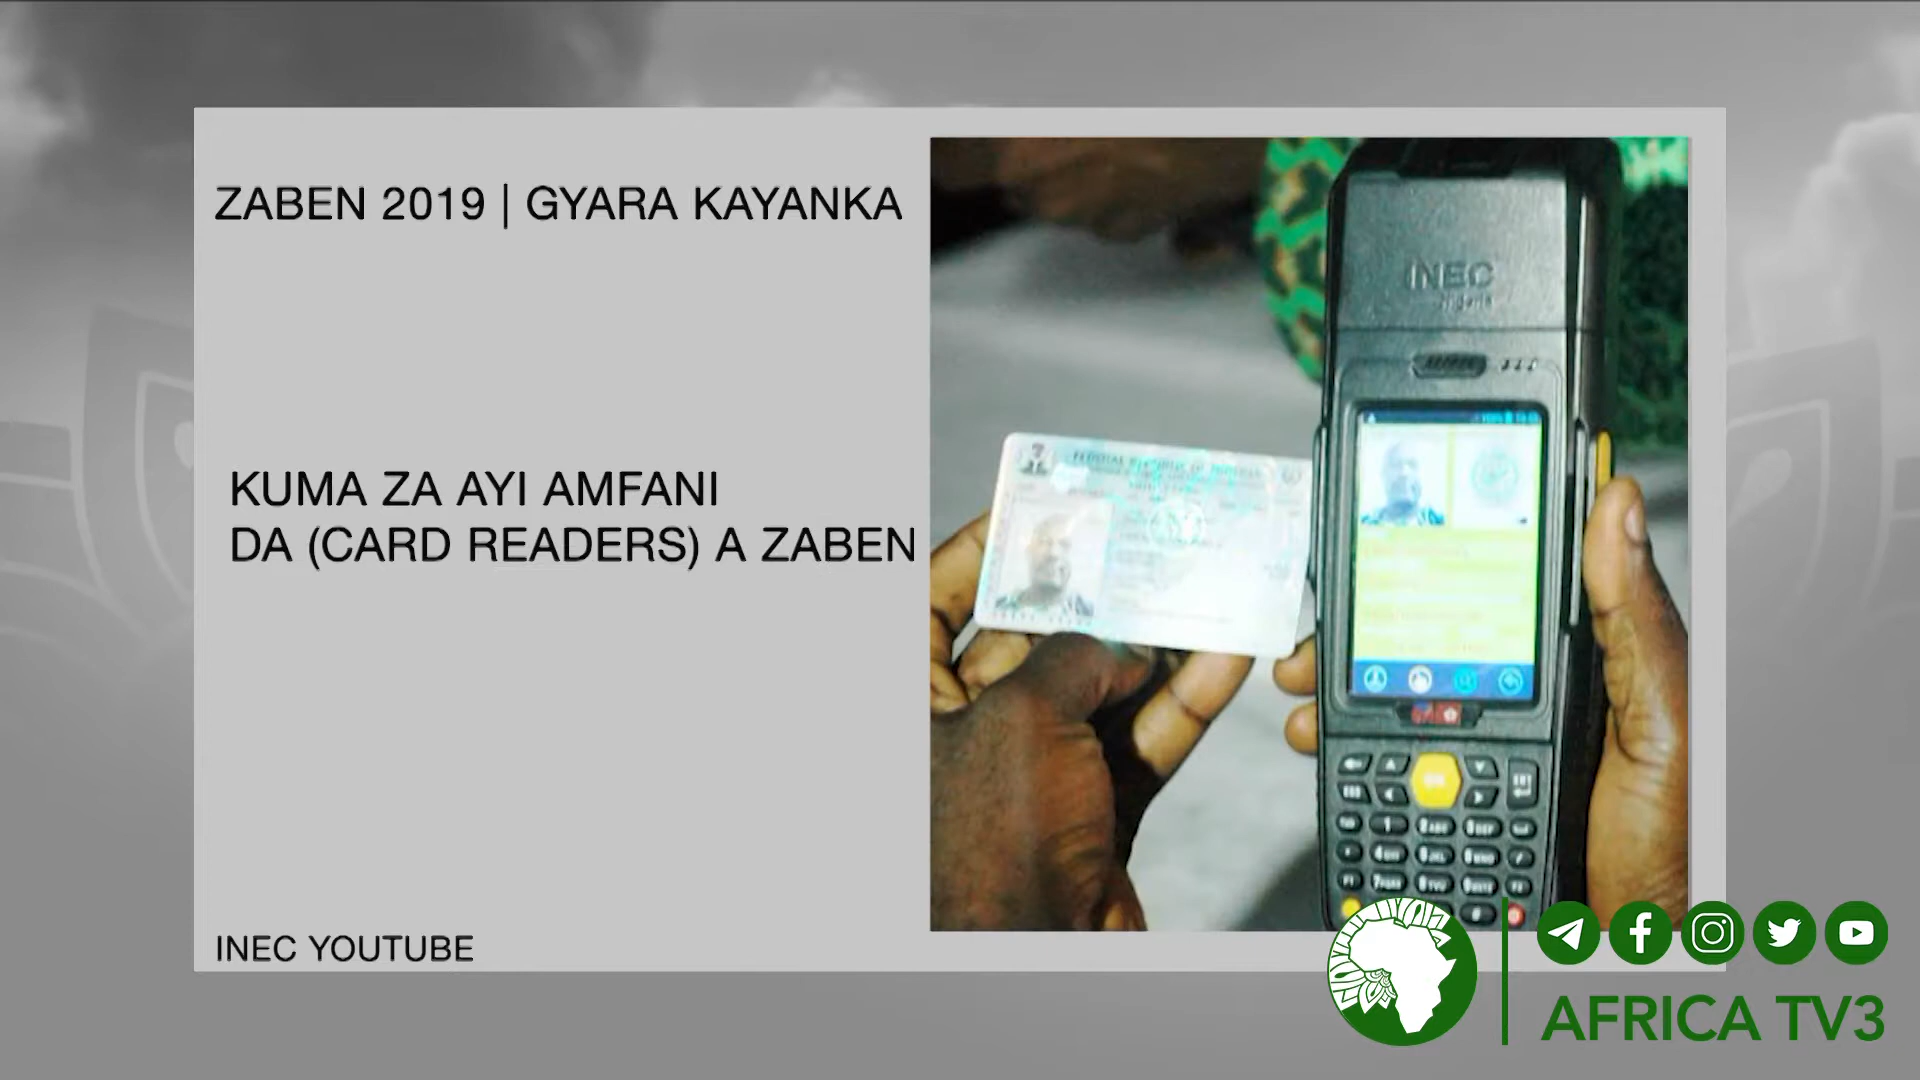 ZABEN 2019 | GYARA KAYANKA
KUMA ZA AYI AMFANI
DA (CARD READERS) A ZABEN
INEC YOUTUBE
INEC
AFRICA TV3